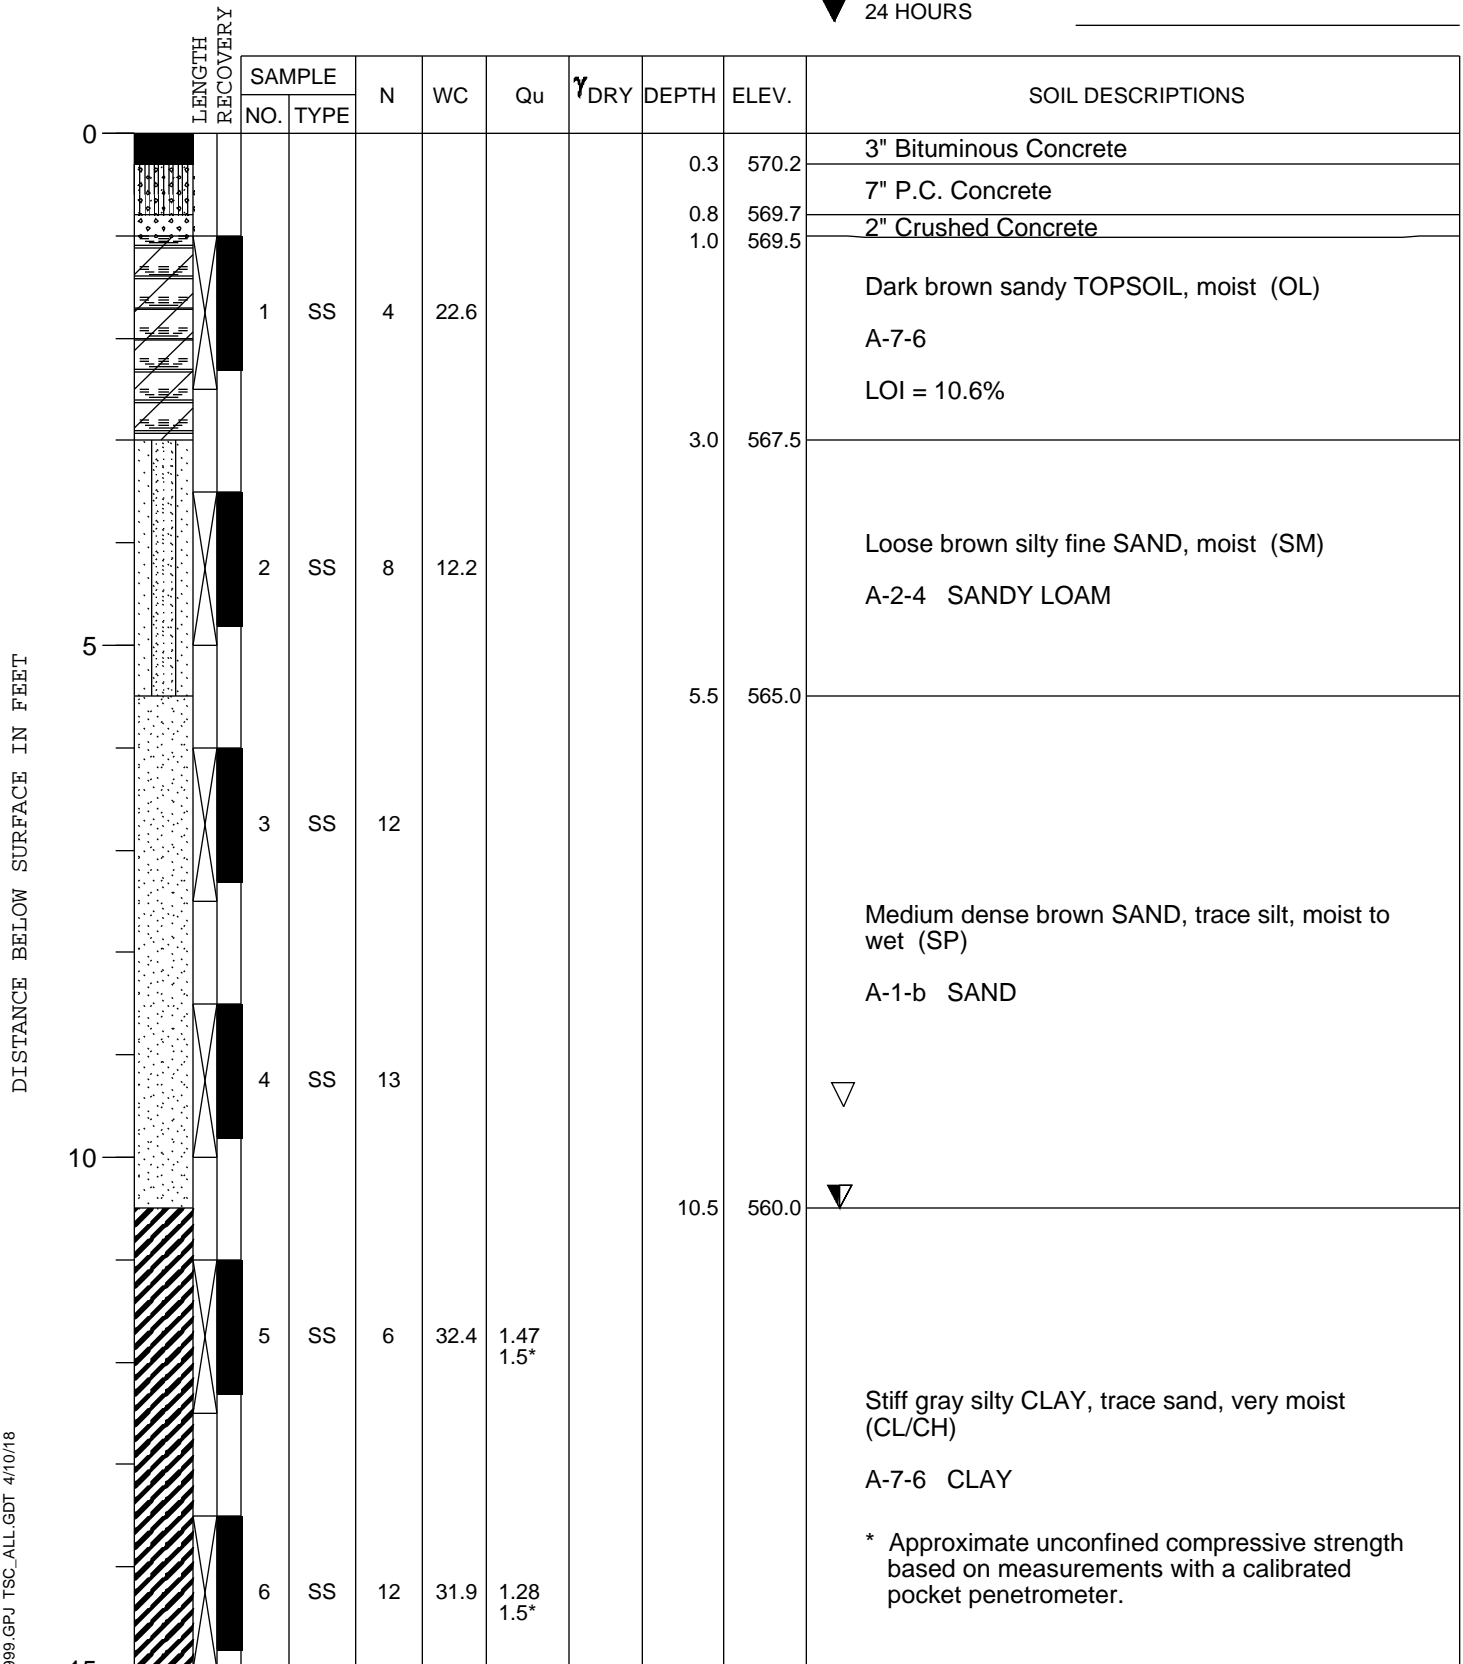 24 HOURS
LENGTH
RECOVERY
SAMPLE
NO. TYPE
N
WC
Qu
γDRY
DEPTH
ELEV.
SOIL DESCRIPTIONS
0
3" Bituminous Concrete
0.3 570.2
7" P.C. Concrete
0.8 569.7
2" Crushed Concrete
1.0 569.5
Dark brown sandy TOPSOIL, moist (OL)
1 SS 4 22.6
A-7-6
LOI = 10.6%
3.0 567.5
Loose brown silty fine SAND, moist (SM)
2 SS 8 12.2
A-2-4 SANDY LOAM
5
5.5 565.0
3 SS 12
Medium dense brown SAND, trace silt, moist to
wet (SP)
A-1-b SAND
4 SS 13
10
10.5 560.0
5 SS 6 32.4 1.47
1.5*
Stiff gray silty CLAY, trace sand, very moist
(CL/CH)
A-7-6 CLAY
* Approximate unconfined compressive strength
based on measurements with a calibrated
pocket penetrometer.
6 SS 12 31.9 1.28
1.5*
DISTANCE BELOW SURFACE IN FEET
999.GPJ TSC_ALL.GDT 4/10/18